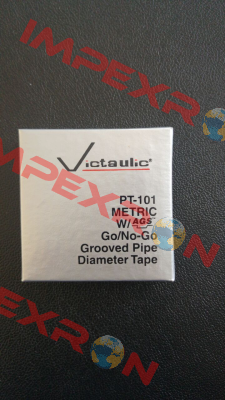 IMPEXRON
Victaulic®
PT-101
METRIC
W/AGS
Go/No-Go
Grooved Pipe
Diameter Tape
IMPEXRON
IMPEXRON